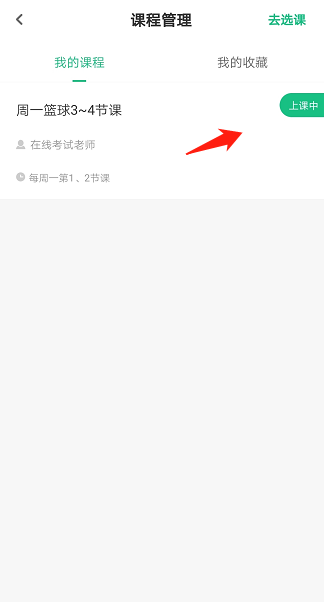 课程管理
去选课
我的课程
我的收藏
周一篮球3~4节课
上课中
在线考试老师
每周一第1、2节课